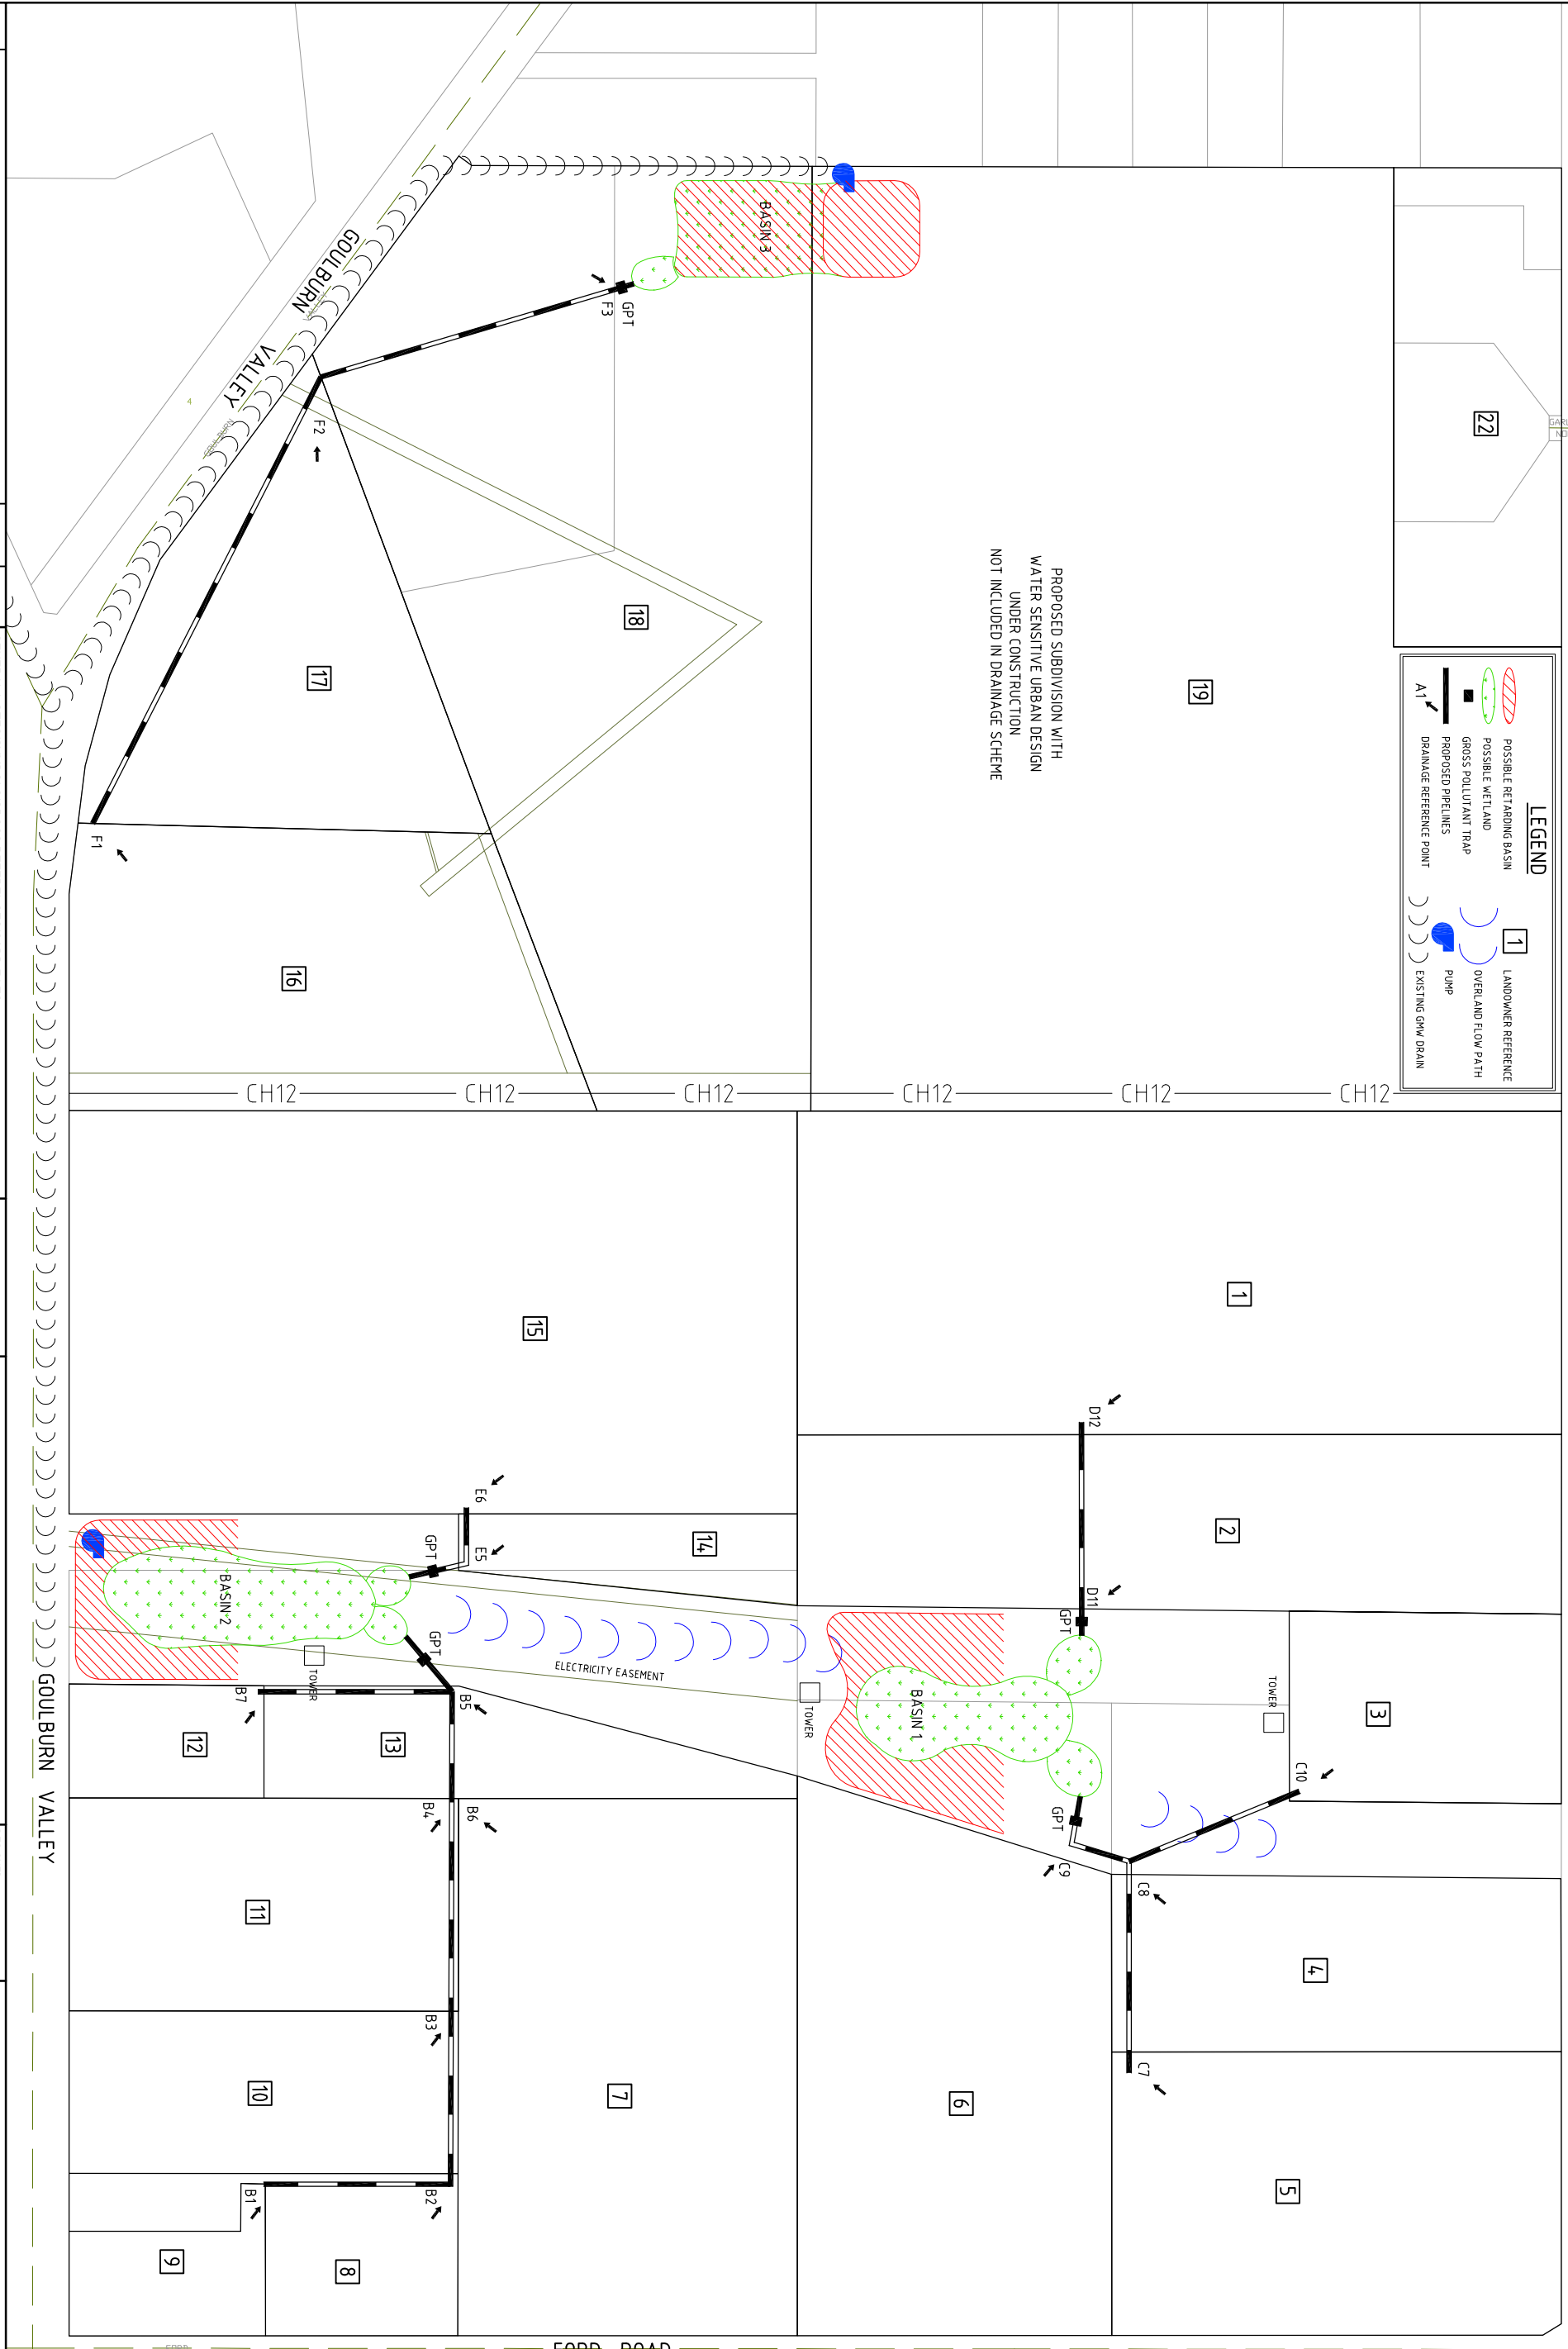 LEGEND
POSSIBLE RETARDING BASIN
POSSIBLE WETLAND
GROSS POLLUTANT TRAP
PROPOSED PIPELINES
A1
DRAINAGE REFERENCE POINT
1
LANDOWNER REFERENCE
OVERLAND FLOW PATH
PUMP
EXISTING GMW DRAIN
22
19
PROPOSED SUBDIVISION WITH
WATER SENSITIVE URBAN DESIGN
UNDER CONSTRUCTION
NOT INCLUDED IN DRAINAGE SCHEME
BASIN 3
GPT
F3
F2
F1
18
17
16
GOULBURN
VALLEY
VALLEY
GOULBURN
4
CH12
CH12
CH12
CH12
CH12
CH12
1
15
D12
2
D11
GPT
14
E6
E5
GPT
BASIN 2
GPT
TOWER
ELECTRICITY EASEMENT
BASIN 1
TOWER
TOWER
3
C10
GPT
C9
C8
C7
B7
B5
12
13
B4
B6
11
B3
10
B1
B2
9
8
7
6
4
5
GOULBURN VALLEY
FORD ROAD
FORD